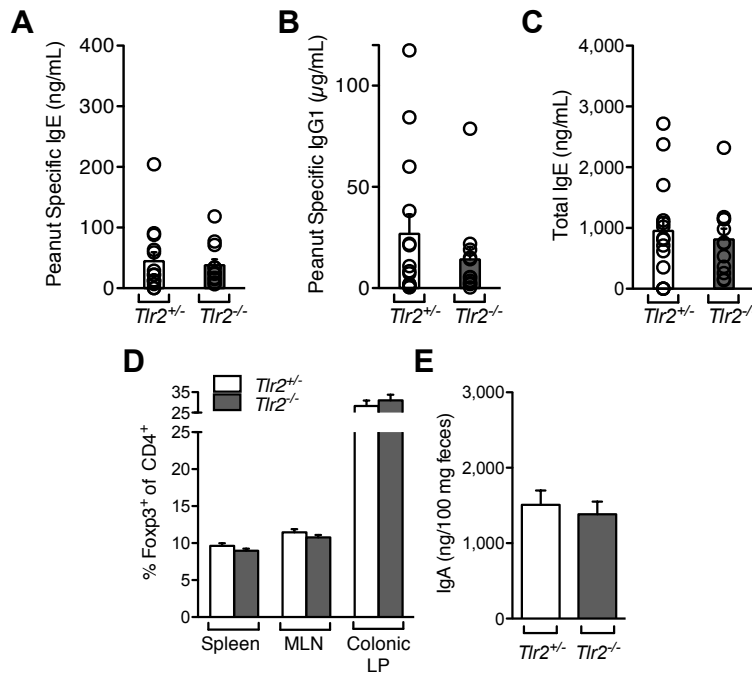 A
Peanut Specific IgE (ng/mL)
400
300
200
100
0
Tlr2+/-
Tlr2-/-
B
Peanut Specific IgG1 (µg/mL)
100
50
0
Tlr2+/-
Tlr2-/-
C
Total IgE (ng/mL)
4,000
3,000
2,000
1,000
0
Tlr2+/-
Tlr2-/-
D
% Foxp3+ of CD4+
35
25
25
20
15
10
5
0
Tlr2+/-
Tlr2-/-
Spleen
MLN
Colonic
LP
E
IgA (ng/100 mg feces)
3,000
2,000
1,000
0
Tlr2+/-
Tlr2-/-